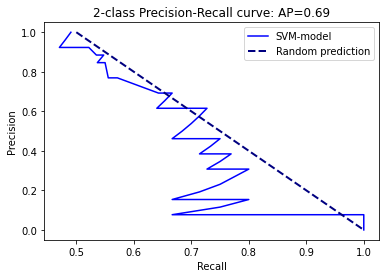 2-class Precision-Recall curve: AP=0.69
SVM-model
Random prediction
Precision
1.0
0.8
0.6
0.4
0.2
0.0
0.5 0.6 0.7 0.8 0.9 1.0
Recall